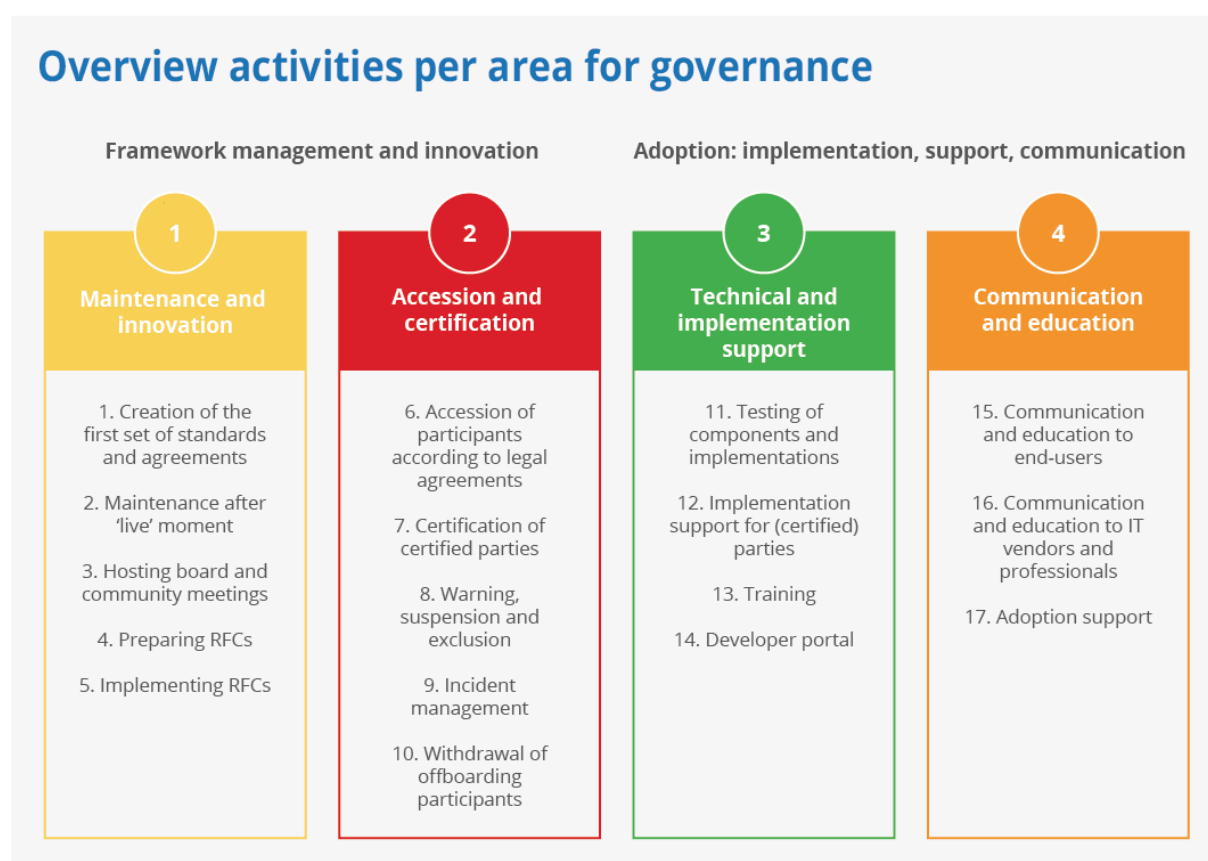 Overview activities per area for governance
Framework management and innovation
Adoption: implementation, support, communication
1
Maintenance and
innovation
1. Creation of the
first set of standards
and agreements
2. Maintenance after
‘live’ moment
3. Hosting board and
community meetings
4. Preparing RFCs
5. Implementing RFCs
2
Accession and
certification
6. Accession of
participants
according to legal
agreements
7. Certification of
certified parties
8. Warning,
suspension and
exclusion
9. Incident
management
10. Withdrawal of
offboarding
participants
3
Technical and
implementation
support
11. Testing of
components and
implementations
12. Implementation
support for (certified)
parties
13. Training
14. Developer portal
4
Communication
and education
15. Communication
and education to
end-users
16. Communication
and education to IT
vendors and
professionals
17. Adoption support